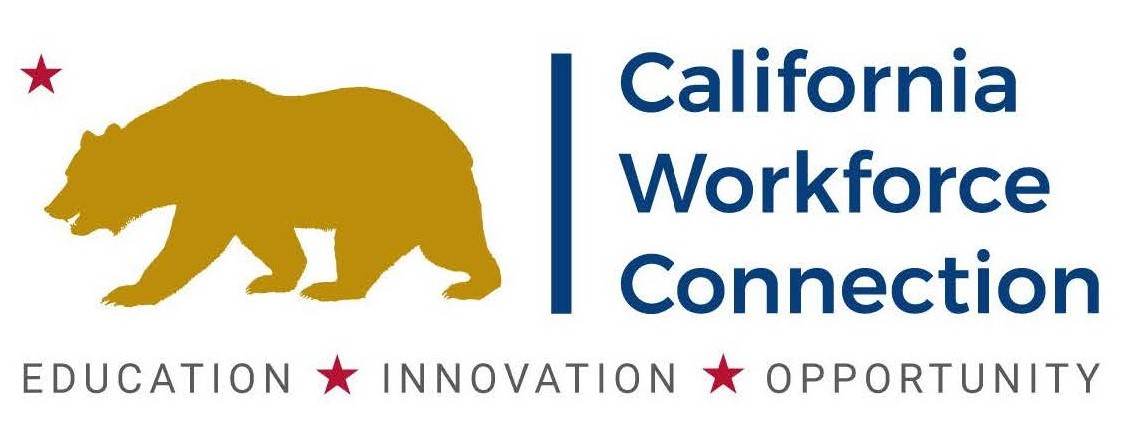 California
Workforce
Connection
EDUCATION ★ INNOVATION ★ OPPORTUNITY